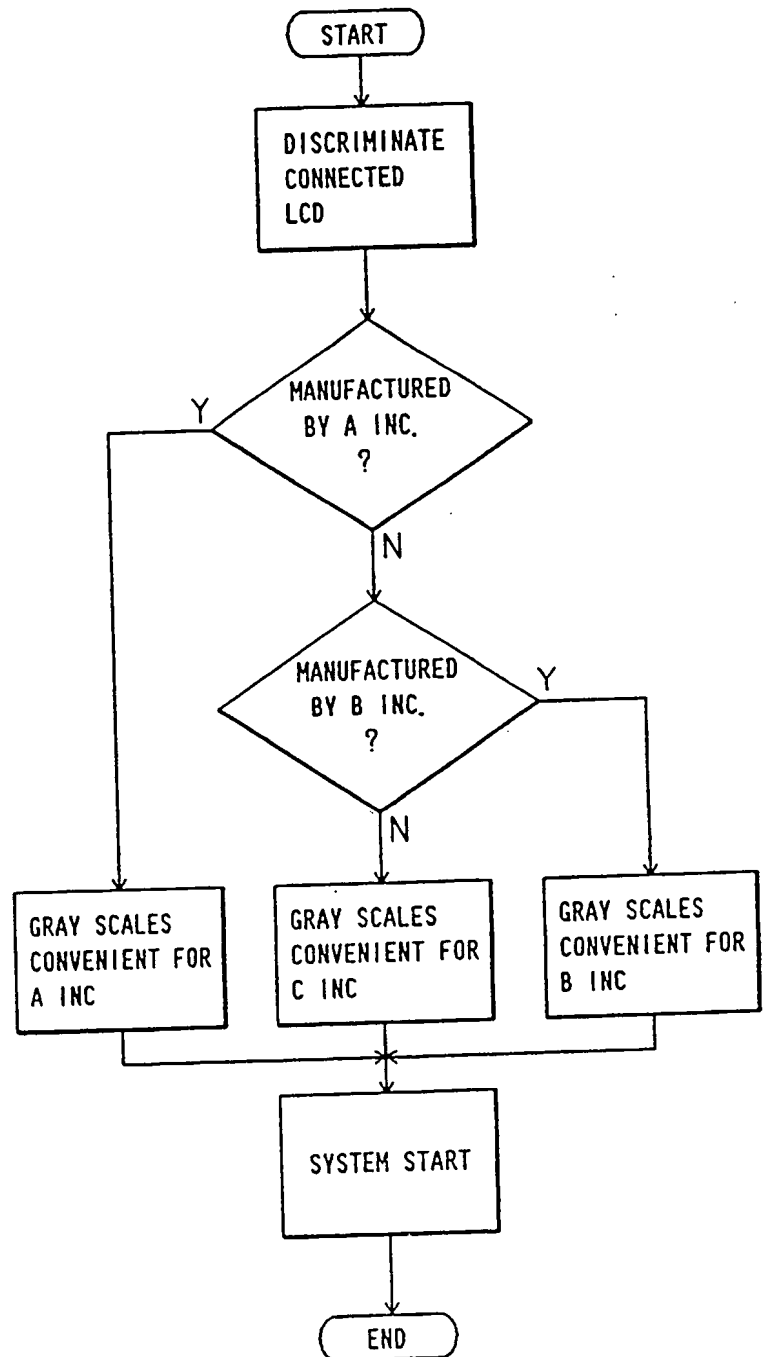 START
DISCRIMINATE
CONNECTED
LCD
MANUFACTURED
BY A INC.
?
Y
N
MANUFACTURED
BY B INC.
?
Y
N
GRAY SCALES
CONVENIENT FOR
A INC
GRAY SCALES
CONVENIENT FOR
C INC
GRAY SCALES
CONVENIENT FOR
B INC
SYSTEM START
END